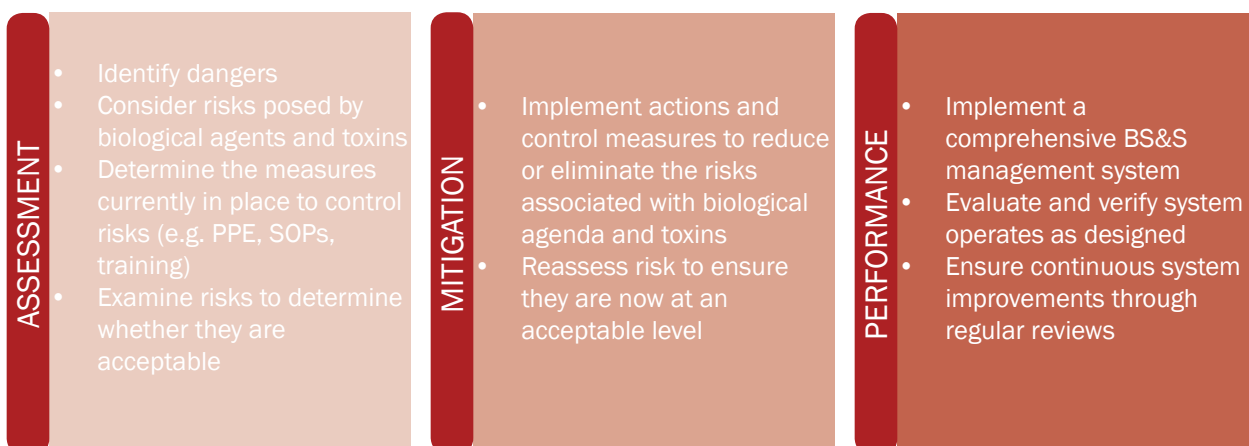 ASSESSMENT
• Identify dangers
• Consider risks posed by
biological agents and toxins
• Determine the measures
currently in place to control
risks (e.g. PPE, SOPs,
training)
• Examine risks to determine
whether they are
acceptable
MITIGATION
• Implement actions and
control measures to reduce
or eliminate the risks
associated with biological
agenda and toxins
• Reassess risk to ensure
they are now at an
acceptable level
PERFORMANCE
• Implement a
comprehensive BS&S
management system
• Evaluate and verify system
operates as designed
• Ensure continuous system
improvements through
regular reviews